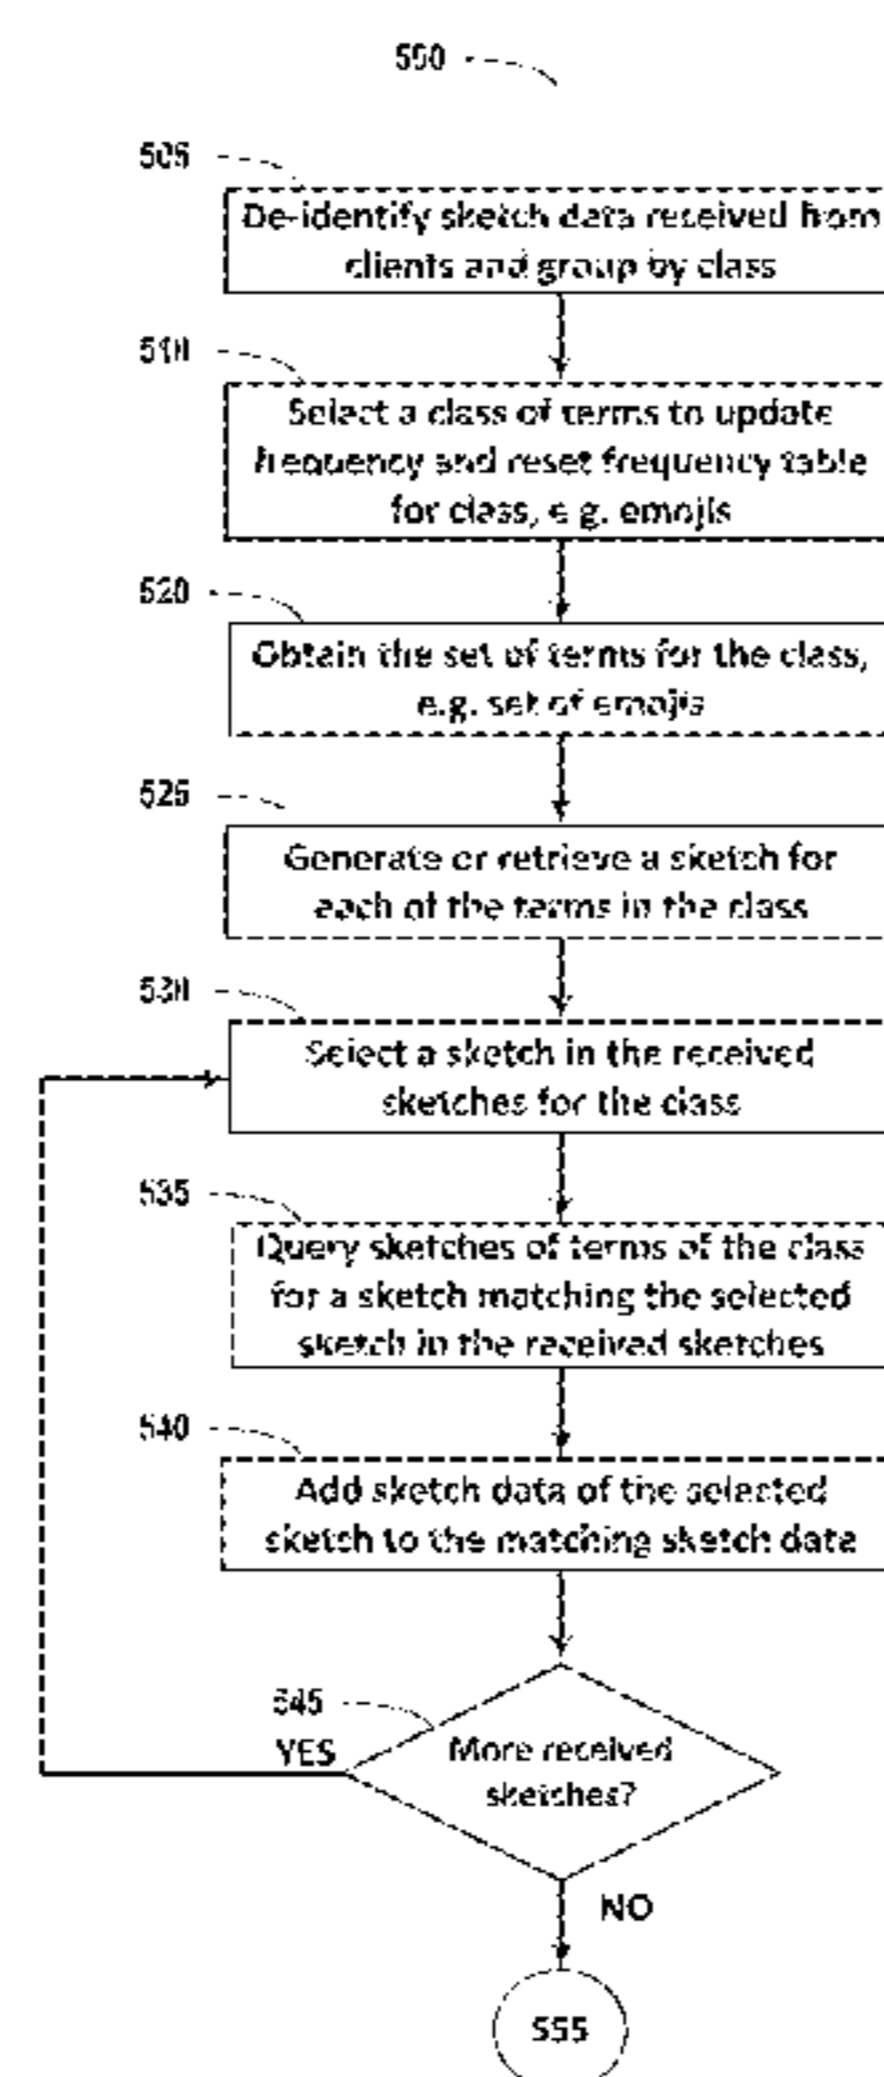 500
505
De-identify sketch data received from
clients and group by class
510
Select a class of terms to update
frequency and reset frequency table
for class, e.g. emojis
520
Obtain the set of terms for the class,
e.g. set of emojis
525
Generate or retrieve a sketch for
each of the terms in the class
530
Select a sketch in the received
sketches for the class
535
Query sketches of terms of the class
for a sketch matching the selected
sketch in the received sketches
540
Add sketch data of the selected
sketch to the matching sketch data
545
YES
More received
sketches?
NO
555